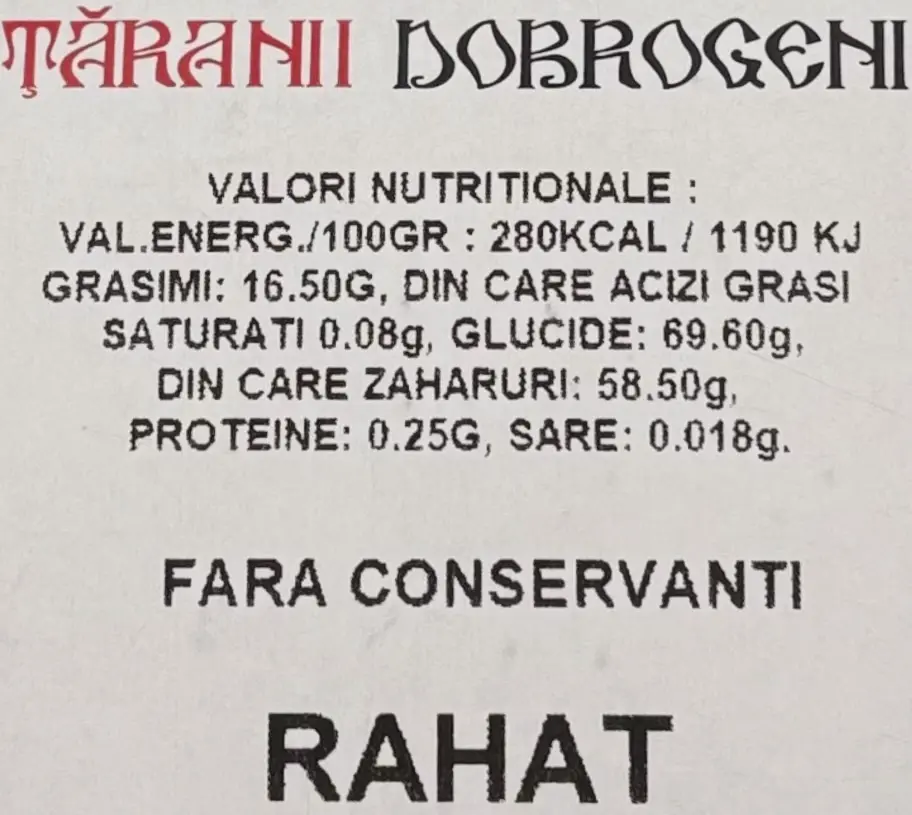 ŢĂRANII DOBROGENI
VALORI NUTRITIONALE :
VAL.ENERG./100GR : 280KCAL / 1190 KJ
GRASIMI: 16.50G, DIN CARE ACIZI GRASI
SATURATI 0.08g, GLUCIDE: 69.60g,
DIN CARE ZAHARURI: 58.50g,
PROTEINE: 0.25G, SARE: 0.018g.
FARA CONSERVANTI
RAHAT